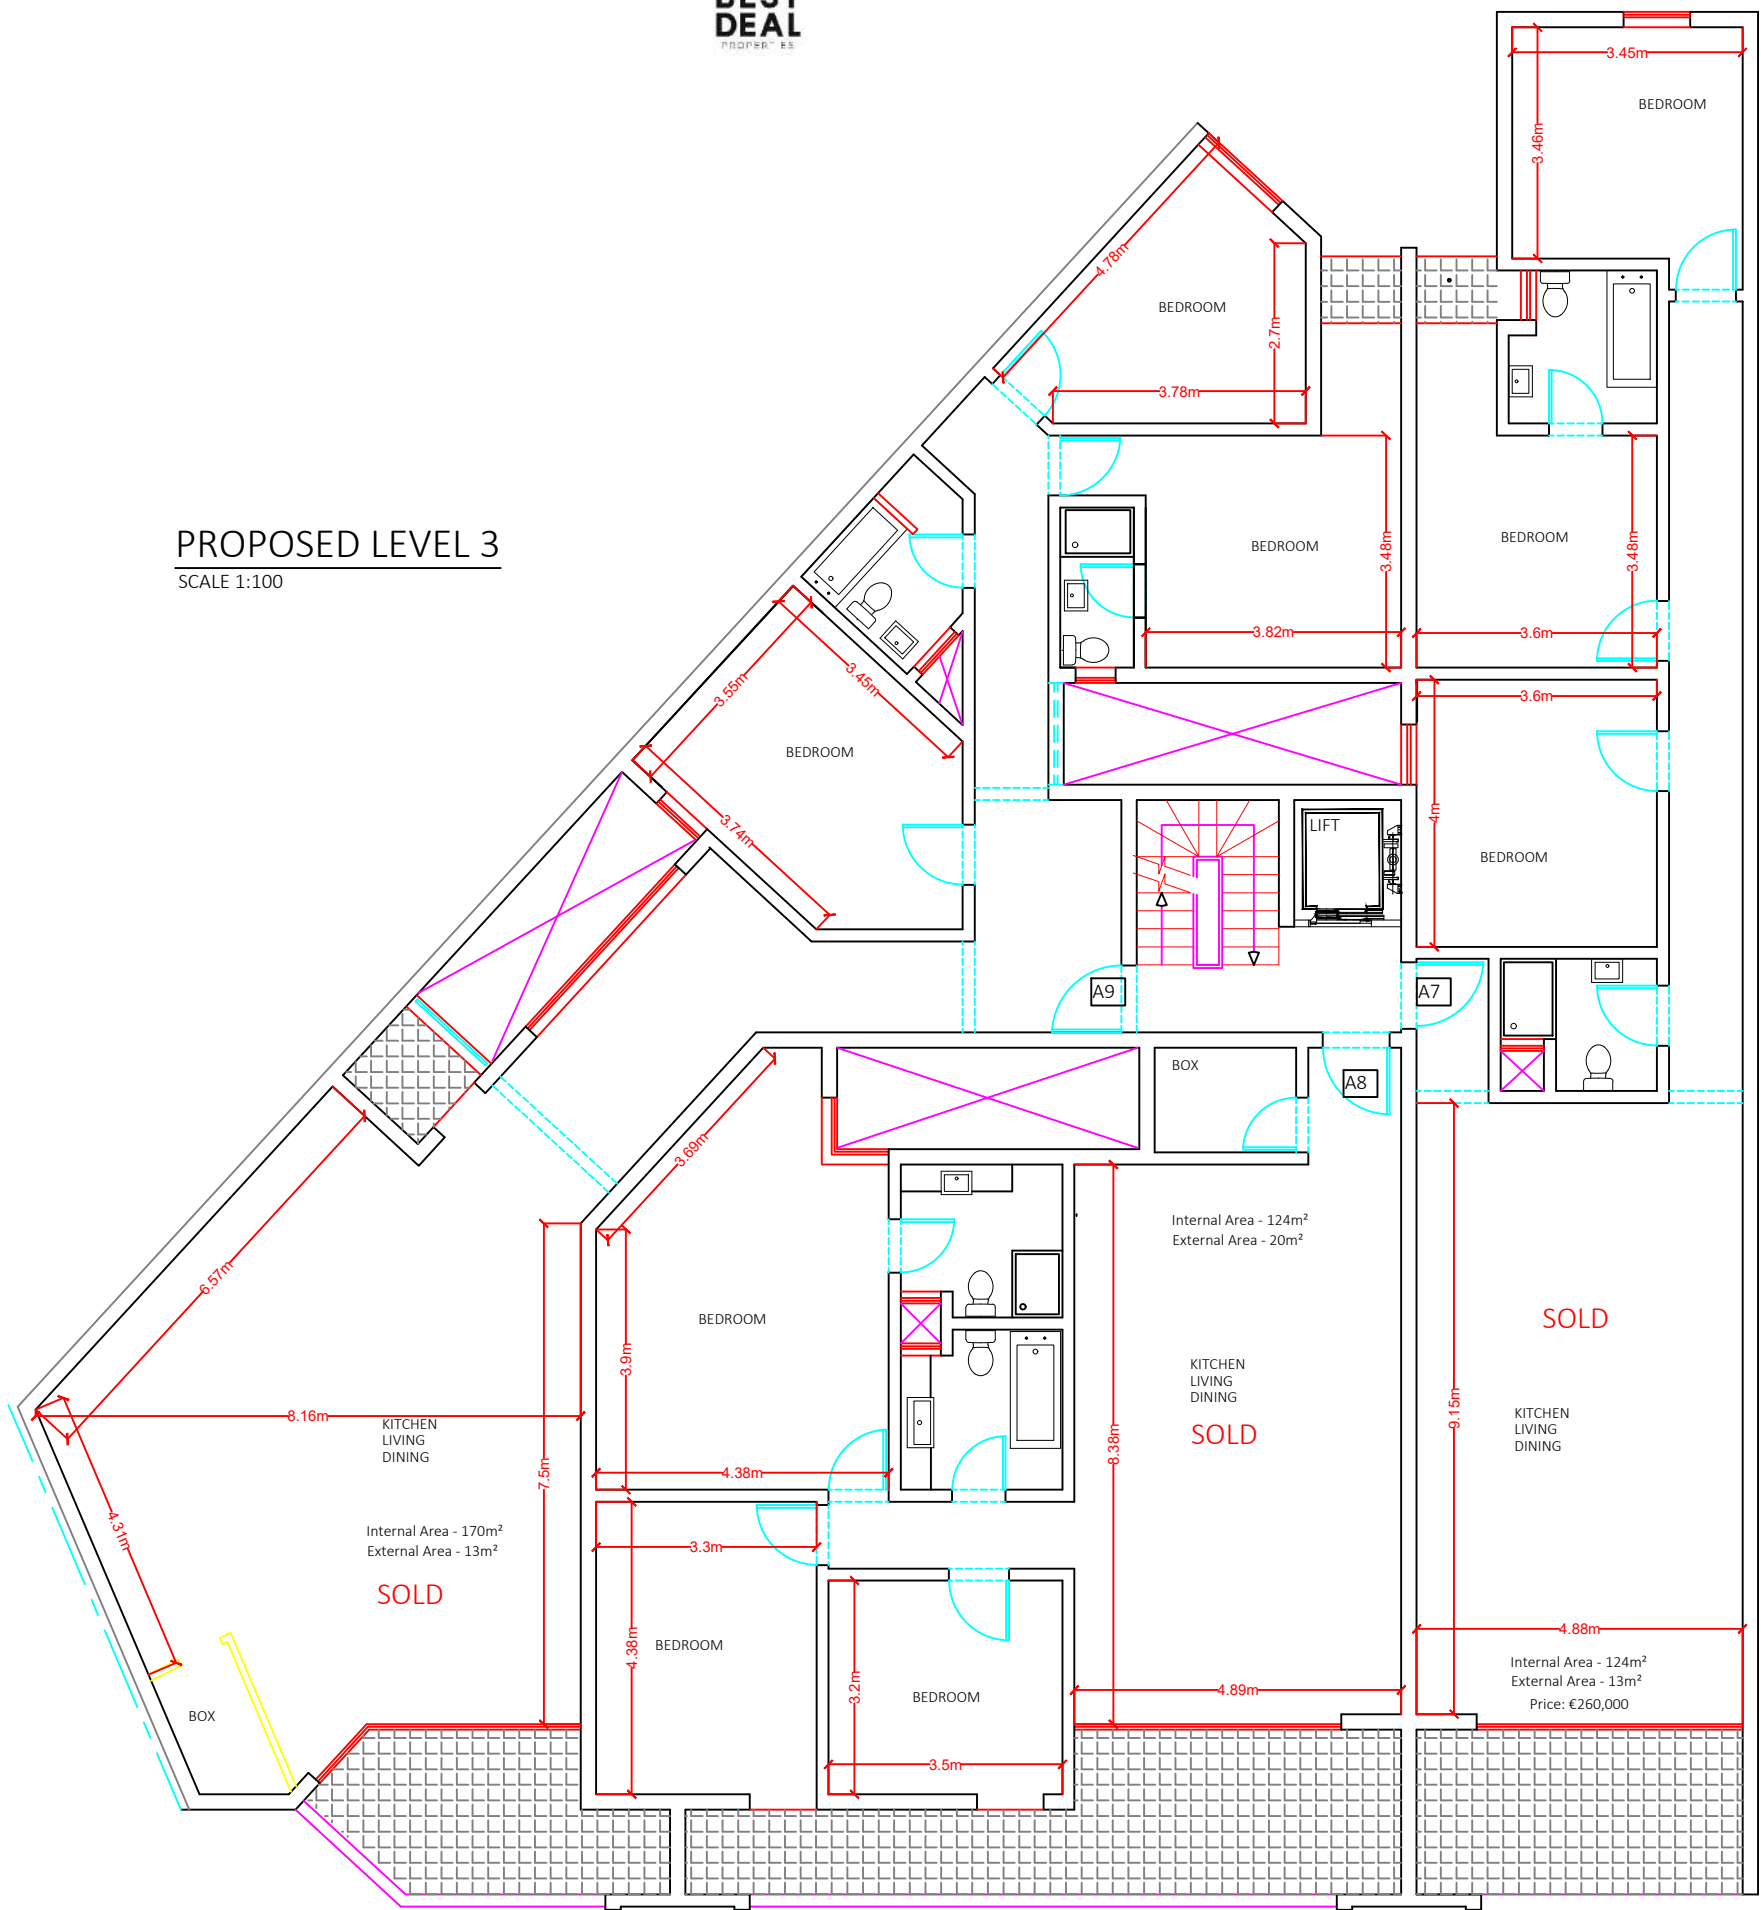 BEST
DEAL
PROPERTIES
3.45m
BEDROOM
3.46m
4.78m
BEDROOM
2.7m
3.78m
PROPOSED LEVEL 3
SCALE 1:100
BEDROOM
3.48m
BEDROOM
3.48m
3.82m
3.6m
3.55m
3.45m
3.6m
BEDROOM
3.74m
LIFT
4m
BEDROOM
A9
A7
BOX
A8
3.69m
Internal Area - 124m²
External Area - 20m²
6.57m
BEDROOM
SOLD
3.9m
KITCHEN
LIVING
DINING
8.16m
KITCHEN
LIVING
DINING
SOLD
9.15m
KITCHEN
LIVING
DINING
7.5m
4.38m
8.38m
4.31m
Internal Area - 170m²
External Area - 13m²
3.3m
SOLD
4.38m
BEDROOM
4.88m
Internal Area - 124m²
External Area - 13m²
Price: €260,000
3.2m
BEDROOM
4.89m
BOX
3.5m